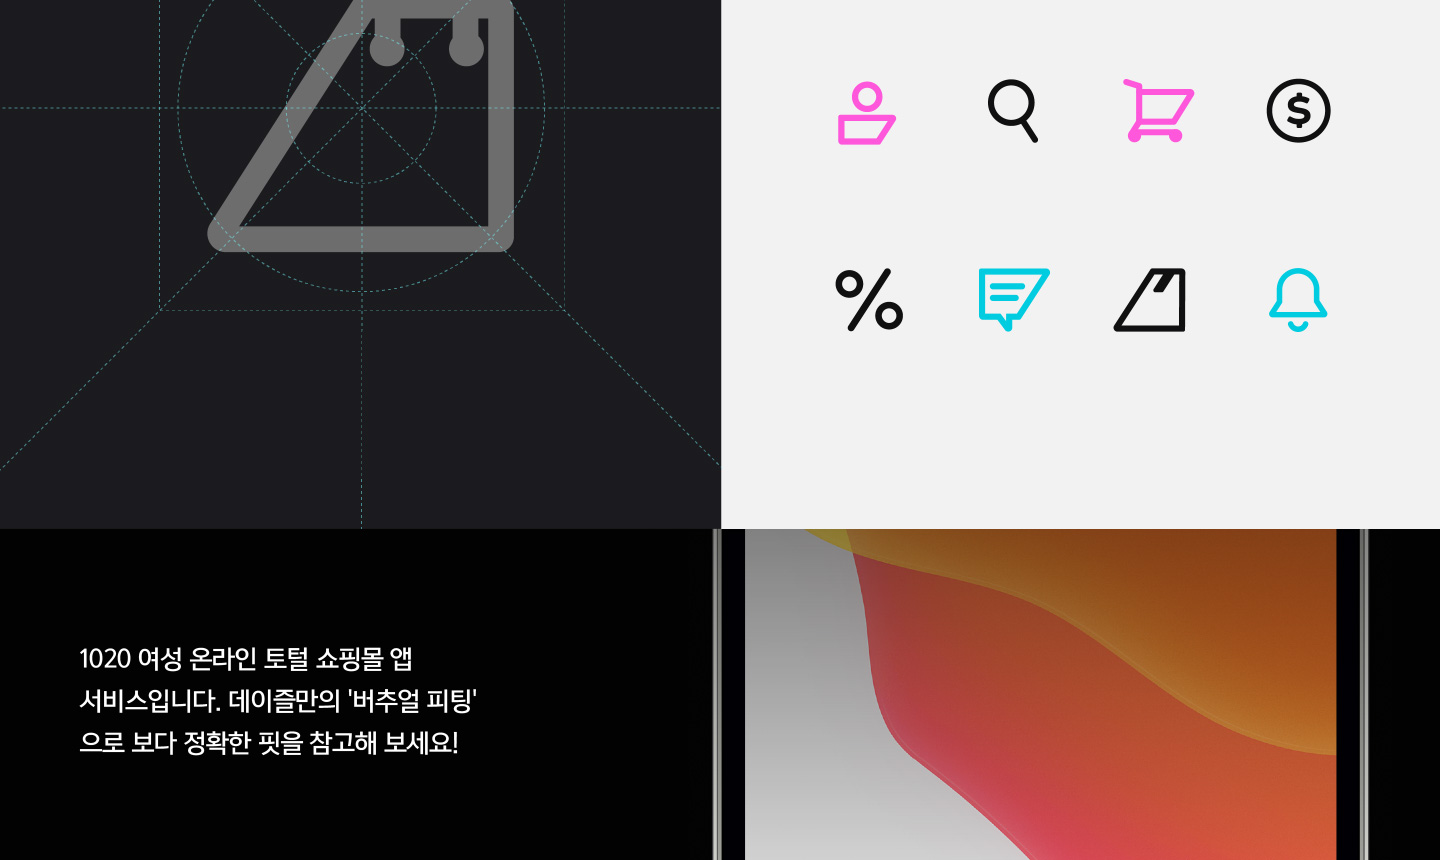 1020 여성 온라인 토털 쇼핑몰 앱
서비스입니다. 데이즐만의 '버추얼 피팅'
으로 보다 정확한 핏을 참고해 보세요!